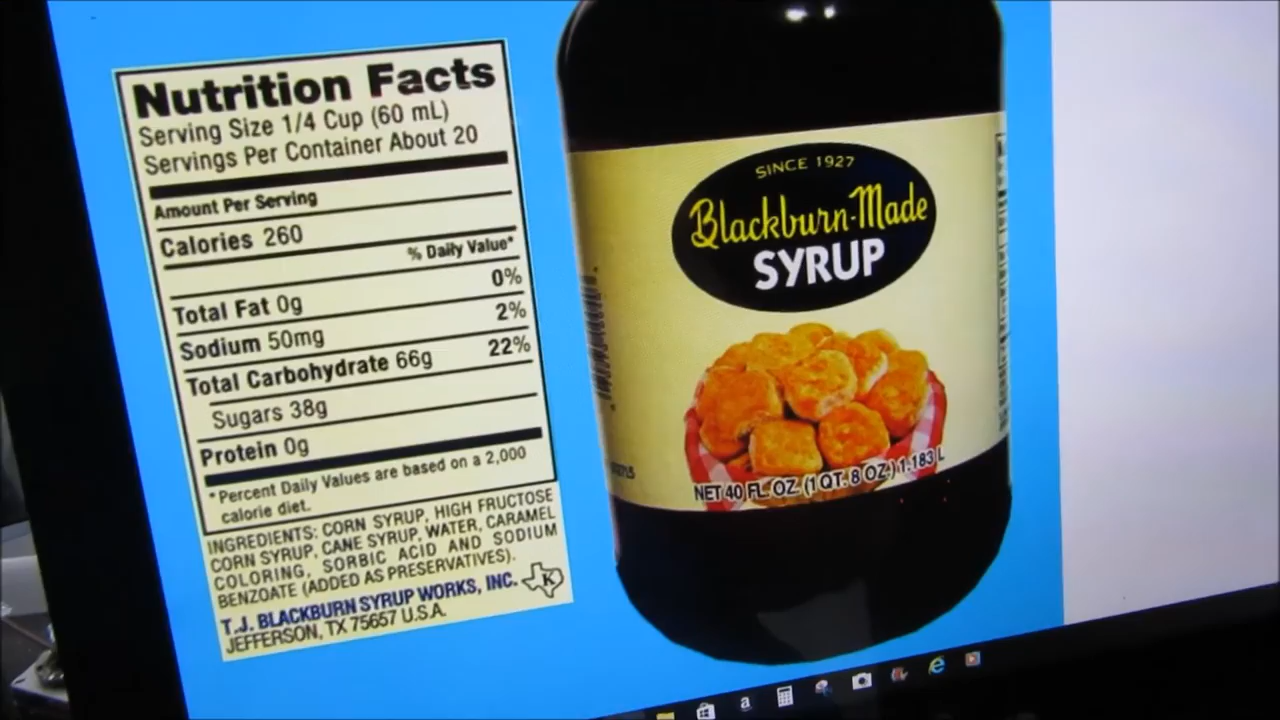 Nutrition Facts
Serving Size 1/4 Cup (60 mL)
Servings Per Container About 20
Amount Per Serving
Calories 260
% Daily Value*
Total Fat 0g 0%
Sodium 50mg 2%
Total Carbohydrate 66g 22%
Sugars 38g
Protein 0g
*Percent Daily Values are based on a 2,000
calorie diet.
INGREDIENTS: CORN SYRUP, HIGH FRUCTOSE
CORN SYRUP, CANE SYRUP, WATER, CARAMEL
COLORING, SORBIC ACID AND SODIUM
BENZOATE (ADDED AS PRESERVATIVES).
T.J. BLACKBURN SYRUP WORKS, INC.
JEFFERSON, TX 75657 U.S.A.
K
SINCE 1927
Blackburn-Made
SYRUP
NET 40 FL. OZ. (1 QT. 8 OZ.) 1.183 L